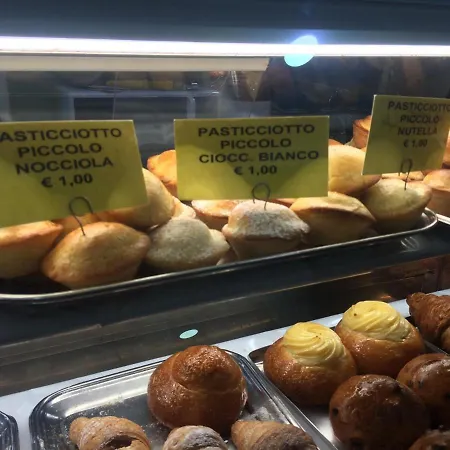 PASTICCIOTTO
PICCOLO
NOCCIOLA
€ 1,00
PASTICCIOTTO
PICCOLO
CIOCC. BIANCO
€ 1,00
PASTICCIOTTO
PICCOLO
NUTELLA
€ 1,00